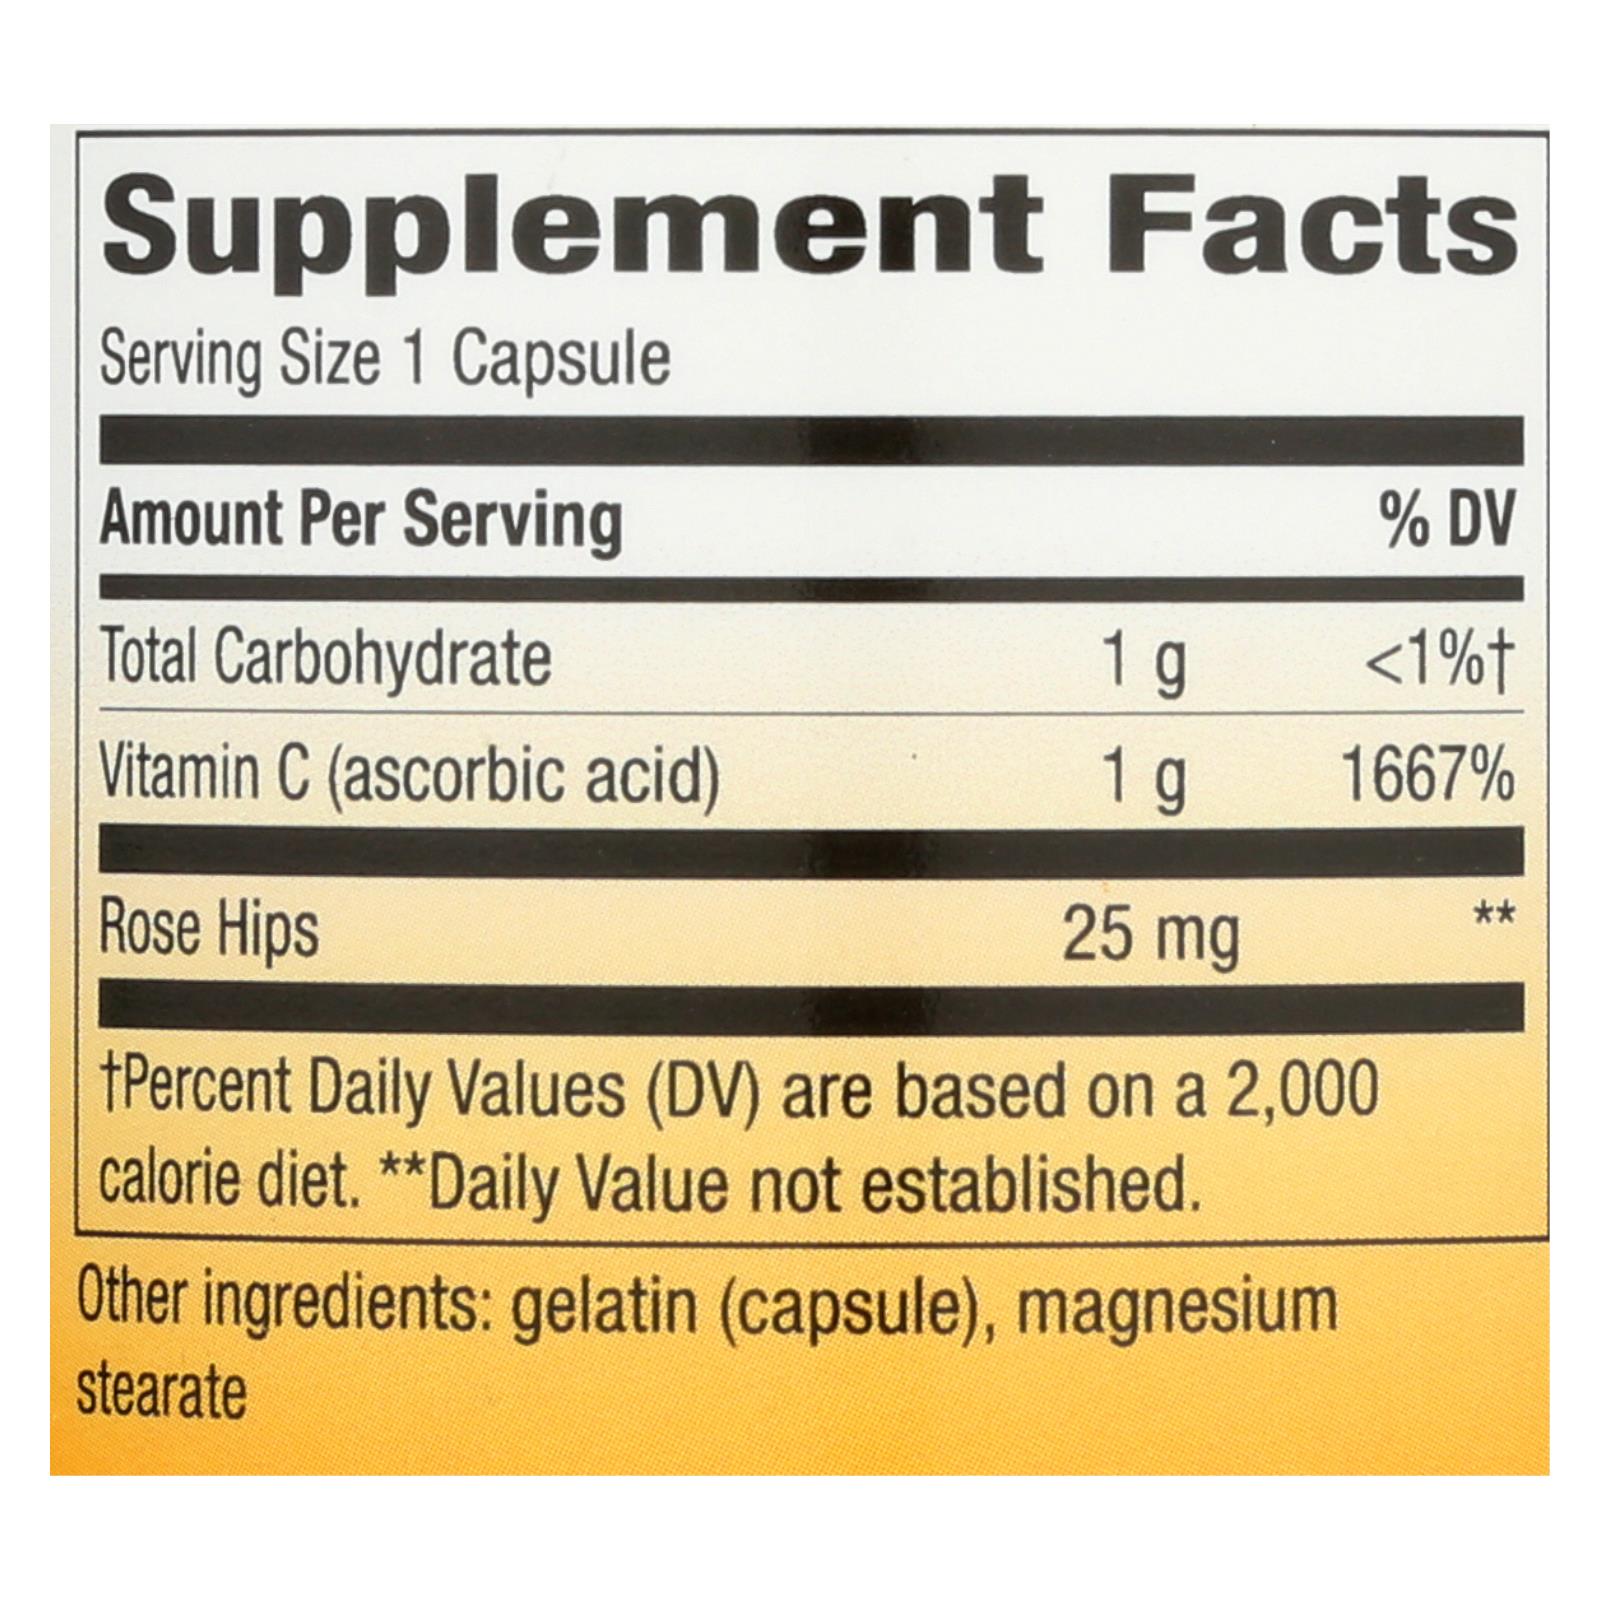 Supplement Facts
Serving Size 1 Capsule
Amount Per Serving % DV
Total Carbohydrate 1 g <1%†
Vitamin C (ascorbic acid) 1 g 1667%
Rose Hips 25 mg **
†Percent Daily Values (DV) are based on a 2,000
calorie diet. **Daily Value not established.
Other ingredients: gelatin (capsule), magnesium
stearate